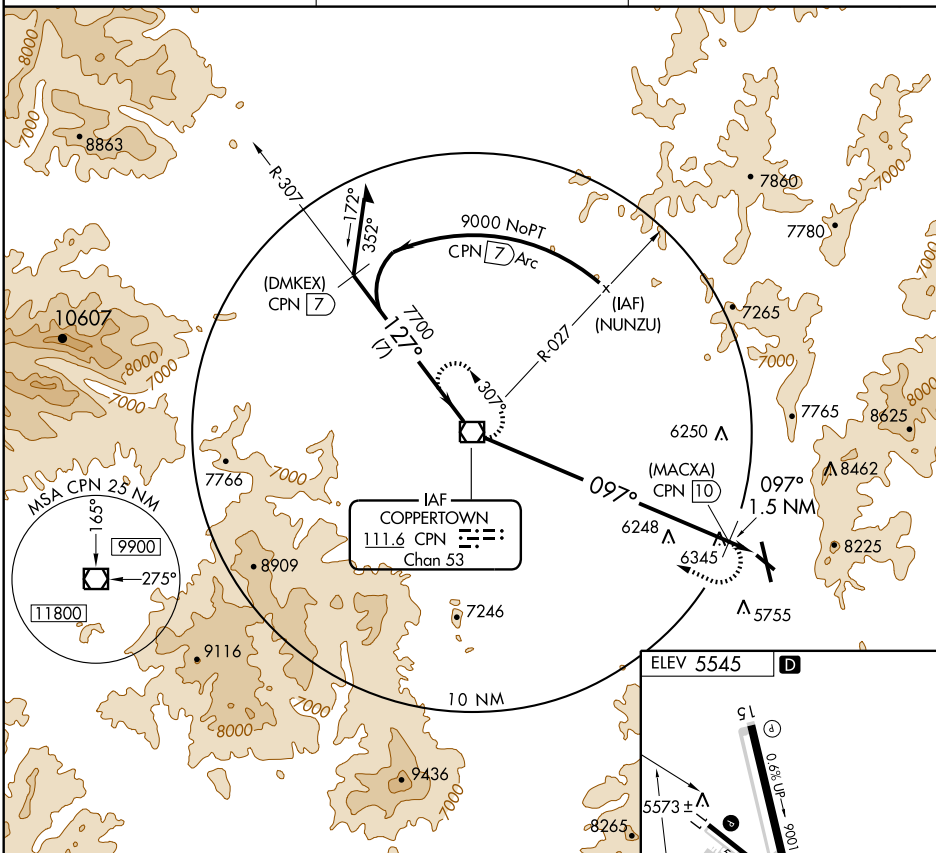 8000
7000
8863
R-307
172°
352°
9000 NoPT
CPN 7 Arc
7860
7000
7780
7000
(DMKEX)
CPN 7
(IAF)
(NUNZU)
R-027
7265
7000
10607
8000
7000
7000
7700
127°
(7)
307°
7765
8625
8000
6250
8462
7766
7000
(MACXA)
CPN 10
097°
097°
1.5 NM
MSA CPN 25 NM
165°
9900
275°
11800
IAF
COPPERTOWN
111.6 CPN
Chan 53
6248
6345
8225
8909
7246
5755
9116
7000
8000
10 NM
ELEV 5545 D
15
P
0.6% UP
9001
5573 ±
P
9436
7000
8265